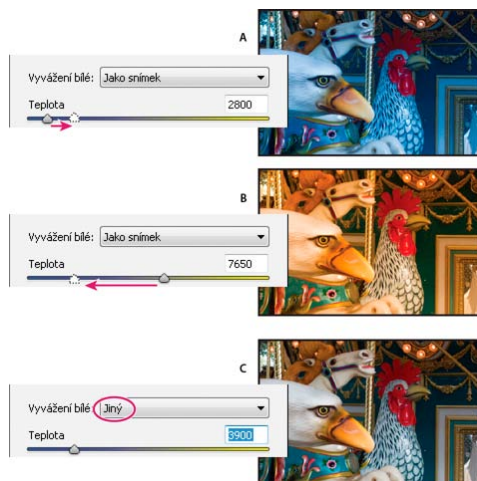 A
Vyvážení bílé: Jako snímek
Teplota 2800
B
Vyvážení bílé: Jako snímek
Teplota 7650
C
Vyvážení bílé: Jiný
Teplota 3900